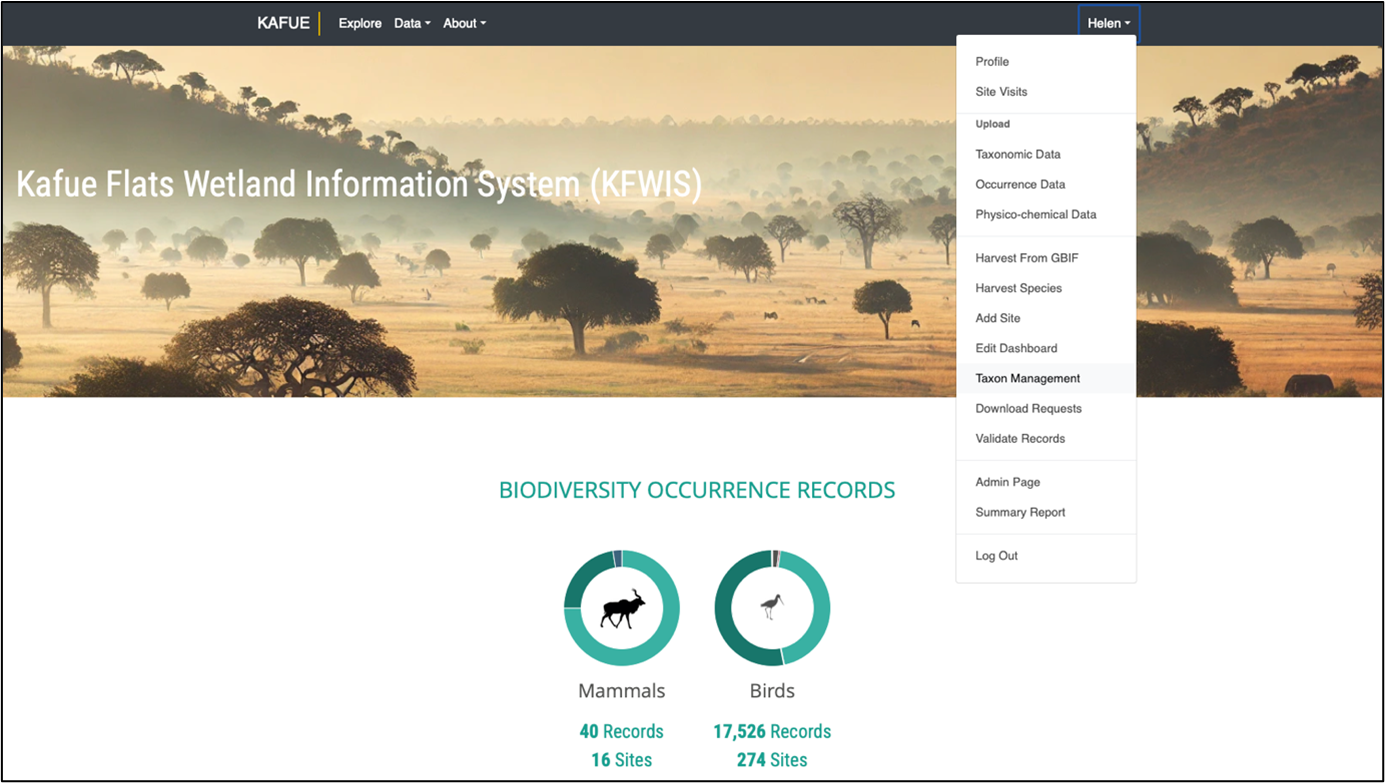 KAFUE
Explore
Data
About
Helen
Profile
Site Visits
Upload
Taxonomic Data
Occurrence Data
Physico-chemical Data
Harvest From GBIF
Harvest Species
Add Site
Edit Dashboard
Taxon Management
Download Requests
Validate Records
Admin Page
Summary Report
Log Out
Kafue Flats Wetland Information System (KFWIS)
BIODIVERSITY OCCURRENCE RECORDS
Mammals
40 Records
16 Sites
Birds
17,526 Records
274 Sites